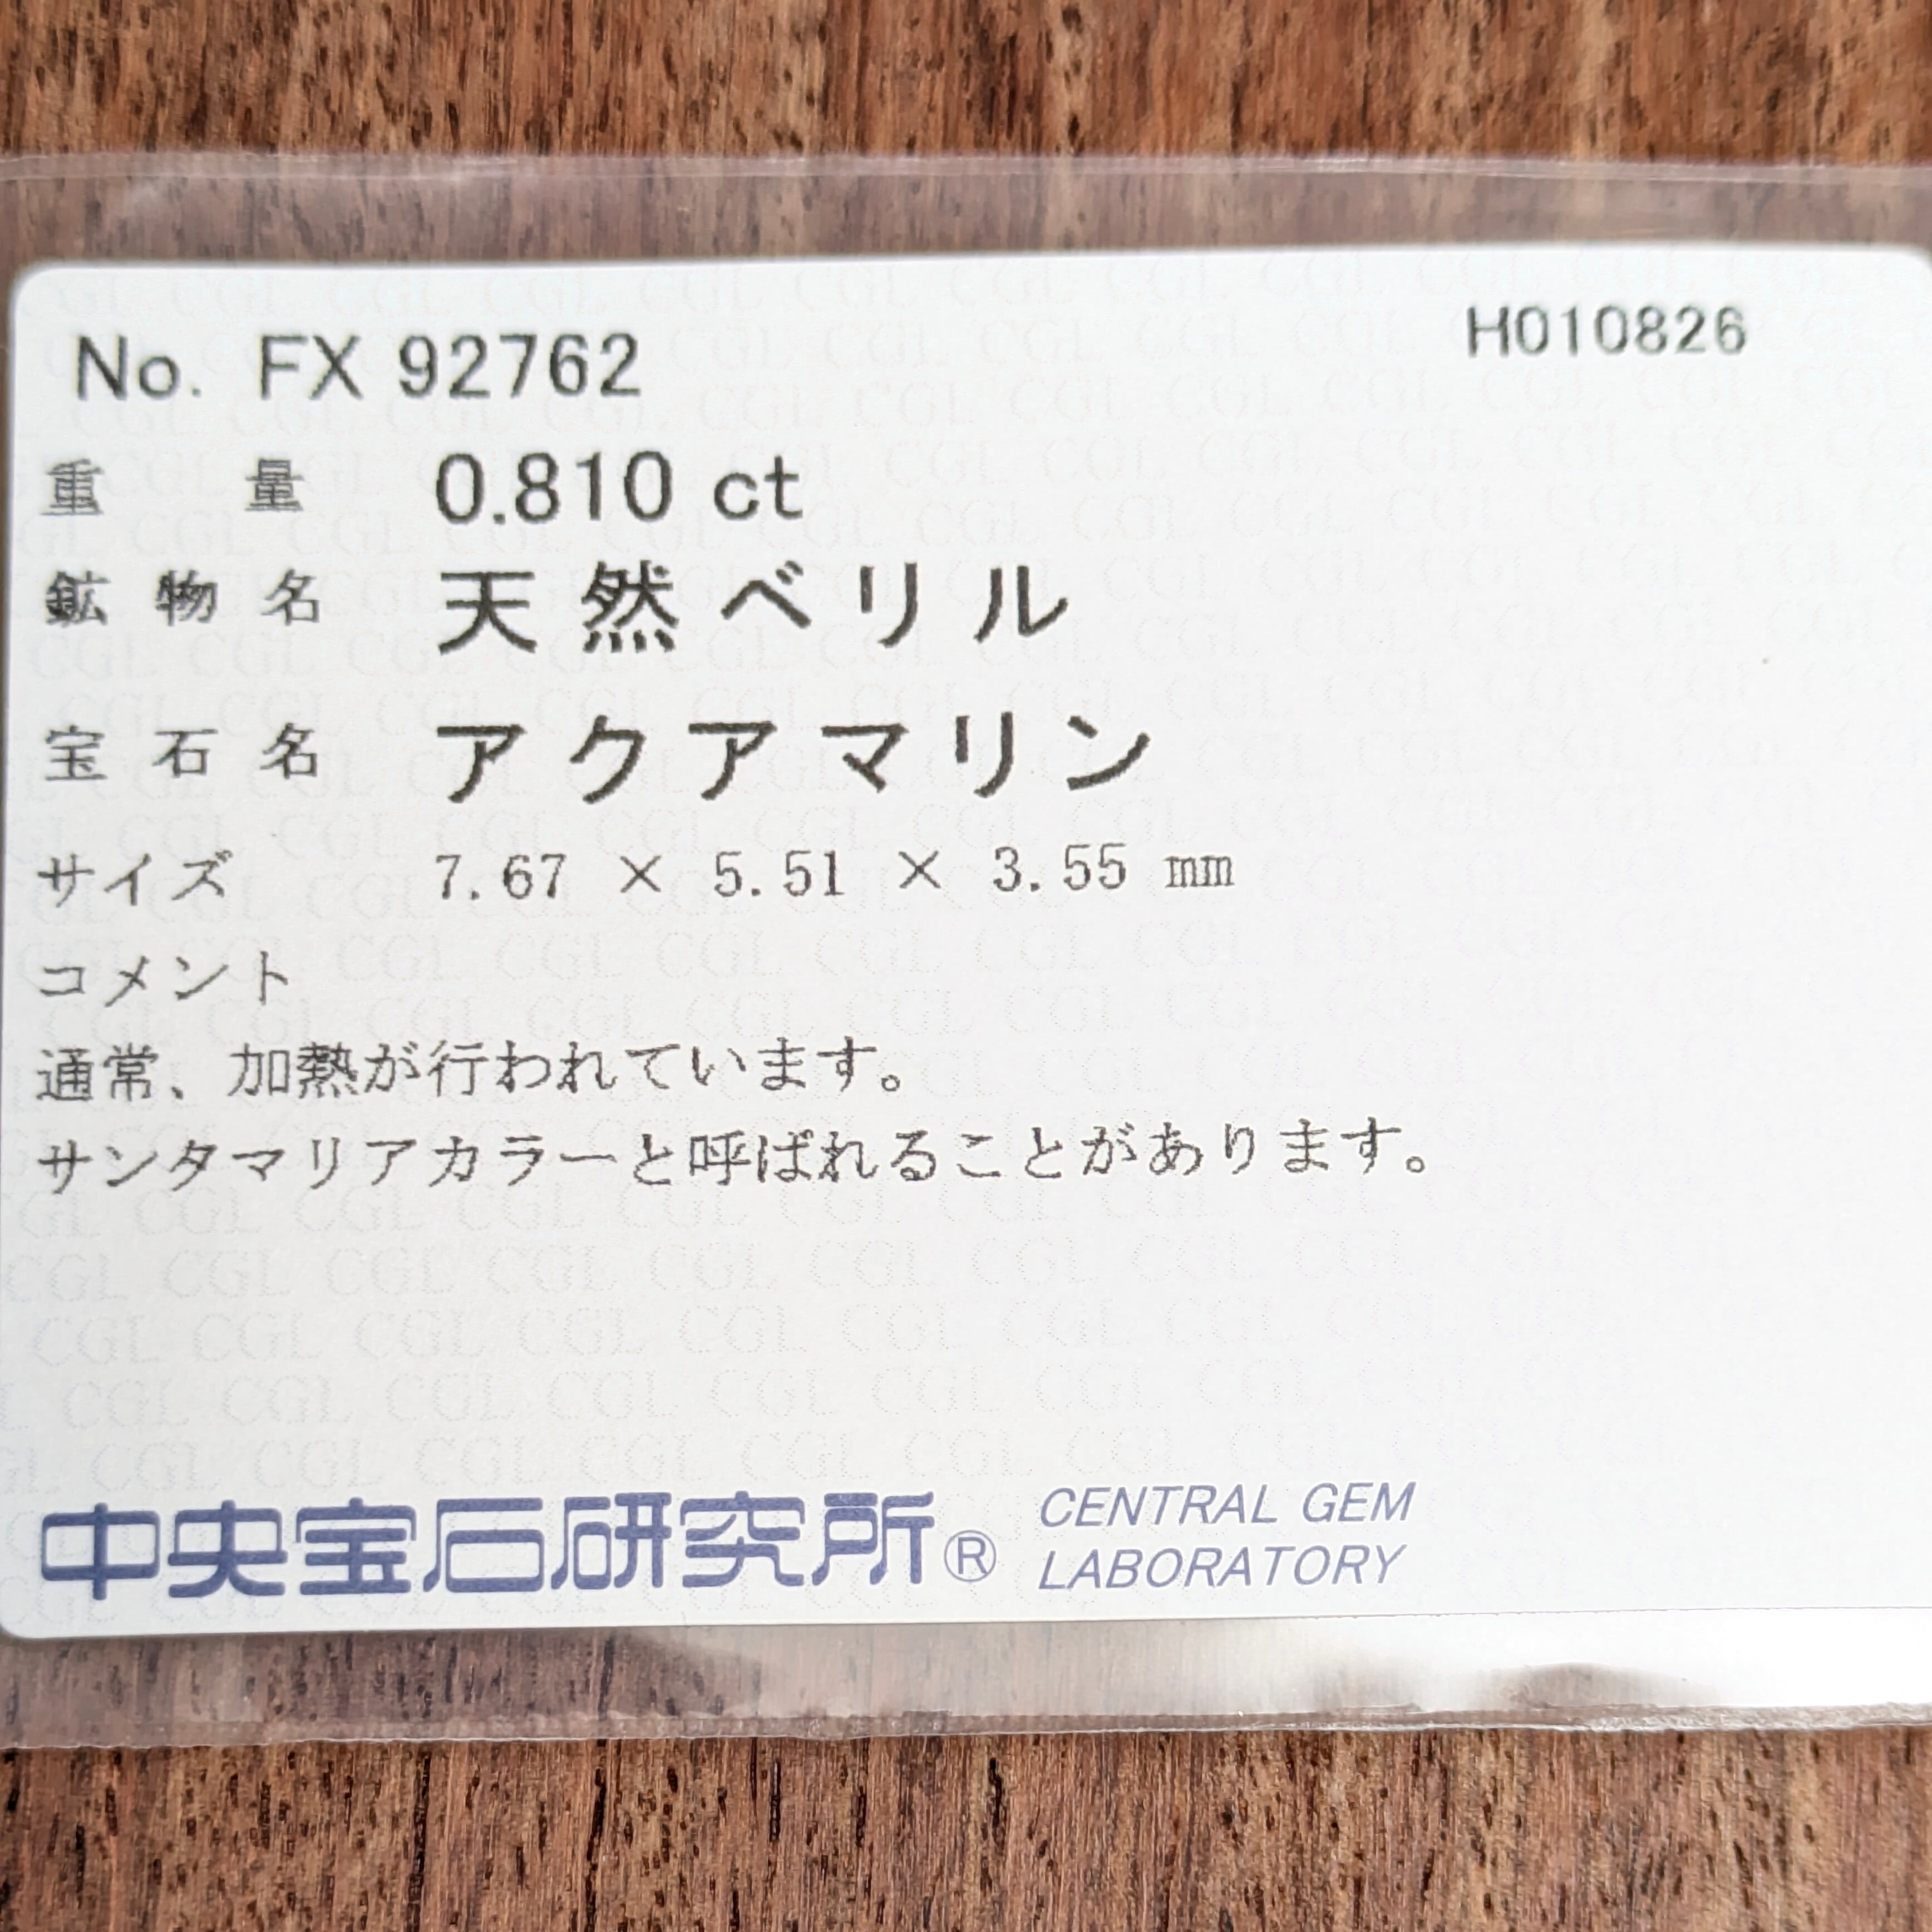 No. FX 92762 H010826
重量 0.810 ct
鉱物名 天然ベリル
宝石名 アクアマリン
サイズ 7.67 × 5.51 × 3.55 mm
コメント
通常、加熱が行われています。
サンタマリアカラーと呼ばれることがあります。
中央宝石研究所® CENTRAL GEM
LABORATORY